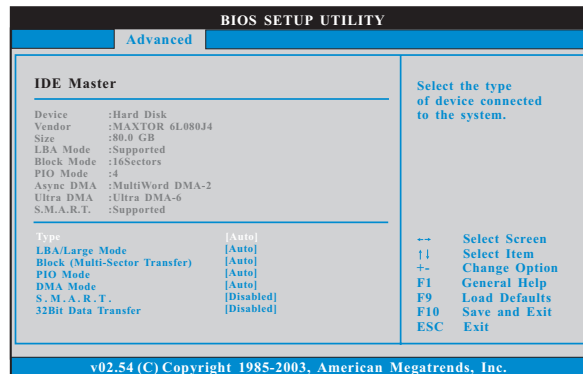 BIOS SETUP UTILITY
Advanced
IDE Master
Device :Hard Disk
Vendor :MAXTOR 6L080J4
Size :80.0 GB
LBA Mode :Supported
Block Mode :16Sectors
PIO Mode :4
Async DMA :MultiWord DMA-2
Ultra DMA :Ultra DMA-6
S.M.A.R.T. :Supported
Type [Auto]
LBA/Large Mode [Auto]
Block (Multi-Sector Transfer) [Auto]
PIO Mode [Auto]
DMA Mode [Auto]
S.M.A.R.T. [Disabled]
32Bit Data Transfer [Disabled]
Select the type
of device connected
to the system.
←→ Select Screen
↑↓ Select Item
+- Change Option
F1 General Help
F9 Load Defaults
F10 Save and Exit
ESC Exit
v02.54 (C) Copyright 1985-2003, American Megatrends, Inc.